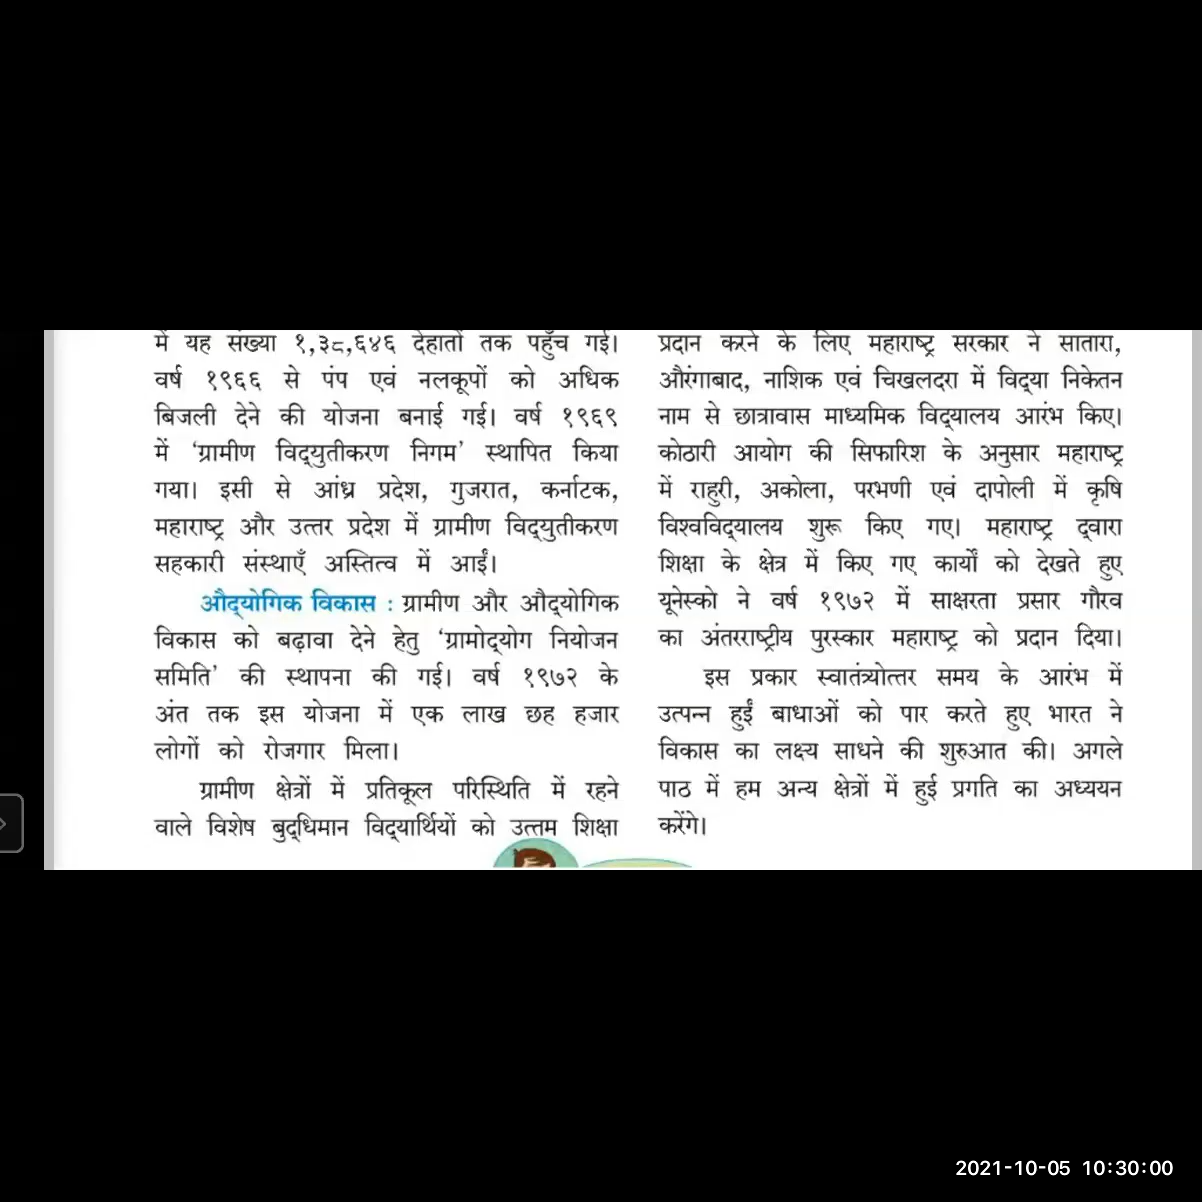 में यह संख्या १,३८,६४६ देहातों तक पहुँच गई।
वर्ष १९६६ से पंप एवं नलकूपों को अधिक
बिजली देने की योजना बनाई गई। वर्ष १९६९
में ‘ग्रामीण विद्‌युतीकरण निगम’ स्थापित किया
गया। इसी से आंध्र प्रदेश, गुजरात, कर्नाटक,
महाराष्ट्र और उत्तर प्रदेश में ग्रामीण विद्‌युतीकरण
सहकारी संस्थाएँ अस्तित्व में आईं।
औद्‌योगिक विकास : ग्रामीण और औद्‌योगिक
विकास को बढ़ावा देने हेतु ‘ग्रामोद्‌योग नियोजन
समिति’ की स्थापना की गई। वर्ष १९७२ के
अंत तक इस योजना में एक लाख छह हजार
लोगों को रोजगार मिला।
ग्रामीण क्षेत्रों में प्रतिकूल परिस्थिति में रहने
वाले विशेष बुद्‌धिमान विद्‌यार्थियों को उत्तम शिक्षा
प्रदान करने के लिए महाराष्ट्र सरकार ने सातारा,
औरंगाबाद, नाशिक एवं चिखलदरा में विद्‌या निकेतन
नाम से छात्रावास माध्यमिक विद्‌यालय आरंभ किए।
कोठारी आयोग की सिफारिश के अनुसार महाराष्ट्र
में राहुरी, अकोला, परभणी एवं दापोली में कृषि
विश्वविद्‌यालय शुरू किए गए। महाराष्ट्र द्‌वारा
शिक्षा के क्षेत्र में किए गए कार्यों को देखते हुए
यूनेस्को ने वर्ष १९७२ में साक्षरता प्रसार गौरव
का अंतरराष्ट्रीय पुरस्कार महाराष्ट्र को प्रदान दिया।
इस प्रकार स्वातंत्र्योत्तर समय के आरंभ में
उत्पन्न हुईं बाधाओं को पार करते हुए भारत ने
विकास का लक्ष्य साधने की शुरुआत की। अगले
पाठ में हम अन्य क्षेत्रों में हुई प्रगति का अध्ययन
करेंगे।
2021-10-05 10:30:00